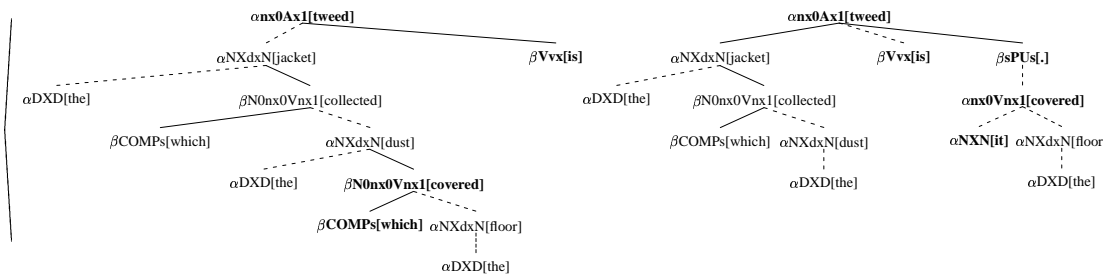 αnx0Ax1[tweed] αnx0Ax1[tweed]
αNXdxN[jacket] βVvx[is] αNXdxN[jacket] βVvx[is] βsPUs[.]
αDXD[the] βN0nx0Vnx1[collected] αDXD[the] βN0nx0Vnx1[collected] αnx0Vnx1[covered]
βCOMPs[which] αNXdxN[dust] βCOMPs[which] αNXdxN[dust] αNXN[it] αNXdxN[floor
αDXD[the] βN0nx0Vnx1[covered] αDXD[the] αDXD[the]
βCOMPs[which] αNXdxN[floor]
αDXD[the]